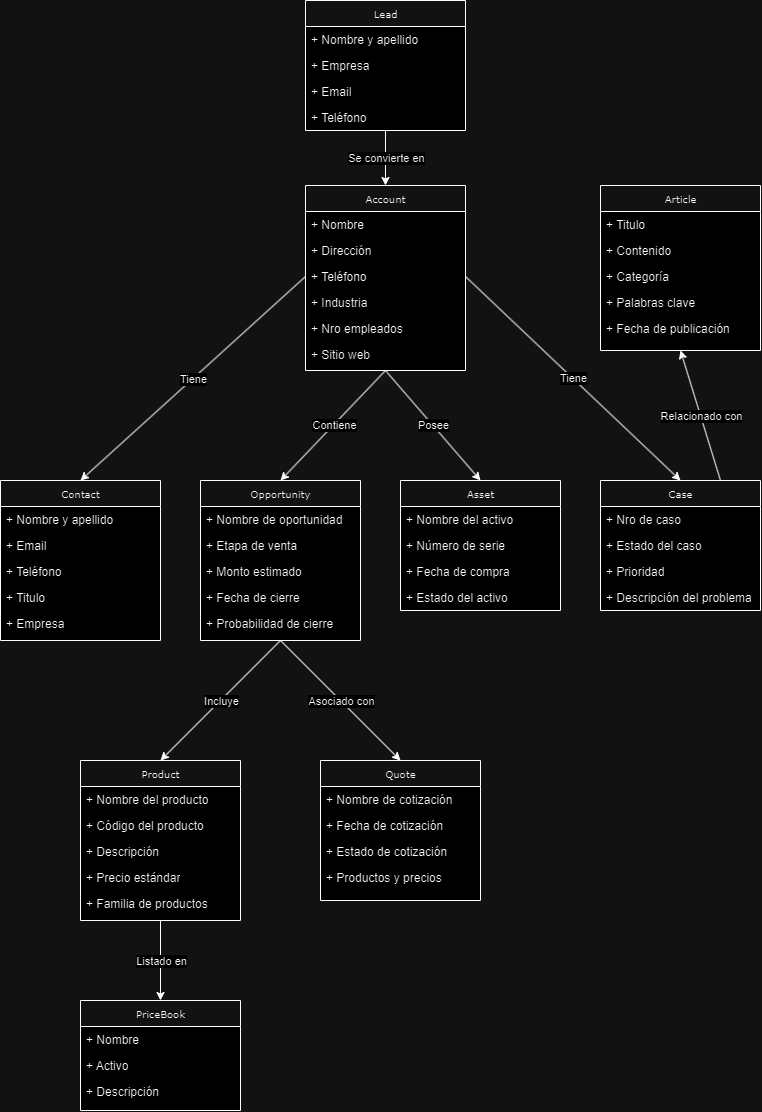 Lead
+ Nombre y apellido
+ Empresa
+ Email
+ Teléfono
Se convierte en
Account
+ Nombre
+ Dirección
+ Teléfono
+ Industria
+ Nro empleados
+ Sitio web
Article
+ Titulo
+ Contenido
+ Categoría
+ Palabras clave
+ Fecha de publicación
Tiene
Contiene
Posee
Tiene
Relacionado con
Contact
+ Nombre y apellido
+ Email
+ Teléfono
+ Titulo
+ Empresa
Opportunity
+ Nombre de oportunidad
+ Etapa de venta
+ Monto estimado
+ Fecha de cierre
+ Probabilidad de cierre
Asset
+ Nombre del activo
+ Número de serie
+ Fecha de compra
+ Estado del activo
Case
+ Nro de caso
+ Estado del caso
+ Prioridad
+ Descripción del problema
Incluye
Asociado con
Product
+ Nombre del producto
+ Código del producto
+ Descripción
+ Precio estándar
+ Familia de productos
Quote
+ Nombre de cotización
+ Fecha de cotización
+ Estado de cotización
+ Productos y precios
Listado en
PriceBook
+ Nombre
+ Activo
+ Descripción